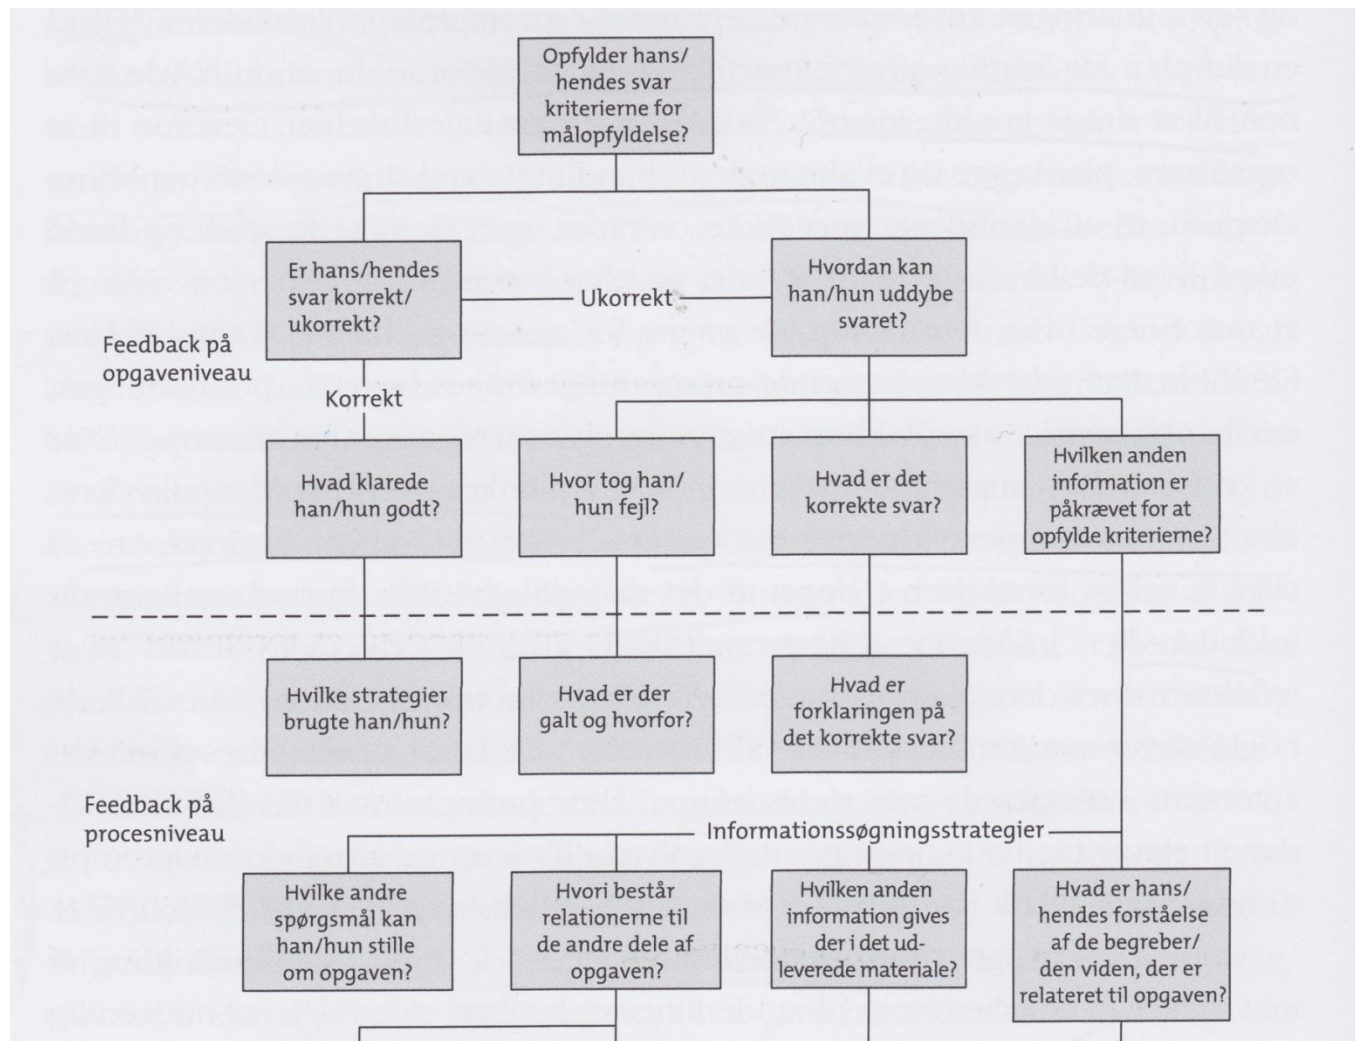 Opfylder hans/
hendes svar
kriterierne for
målopfyldelse?
Er hans/hendes
svar korrekt/
ukorrekt?
Ukorrekt
Hvordan kan
han/hun uddybe
svaret?
Feedback på
opgaveniveau
Korrekt
Hvad klarede
han/hun godt?
Hvor tog han/
hun fejl?
Hvad er det
korrekte svar?
Hvilken anden
information er
påkrævet for at
opfylde kriterierne?
Hvilke strategier
brugte han/hun?
Hvad er der
galt og hvorfor?
Hvad er
forklaringen på
det korrekte svar?
Feedback på
procesniveau
Informationssøgningsstrategier
Hvilke andre
spørgsmål kan
han/hun stille
om opgaven?
Hvori består
relationerne til
de andre dele af
opgaven?
Hvilken anden
information gives
der i det ud-
leverede materiale?
Hvad er hans/
hendes forståelse
af de begreber/
den viden, der er
relateret til opgaven?